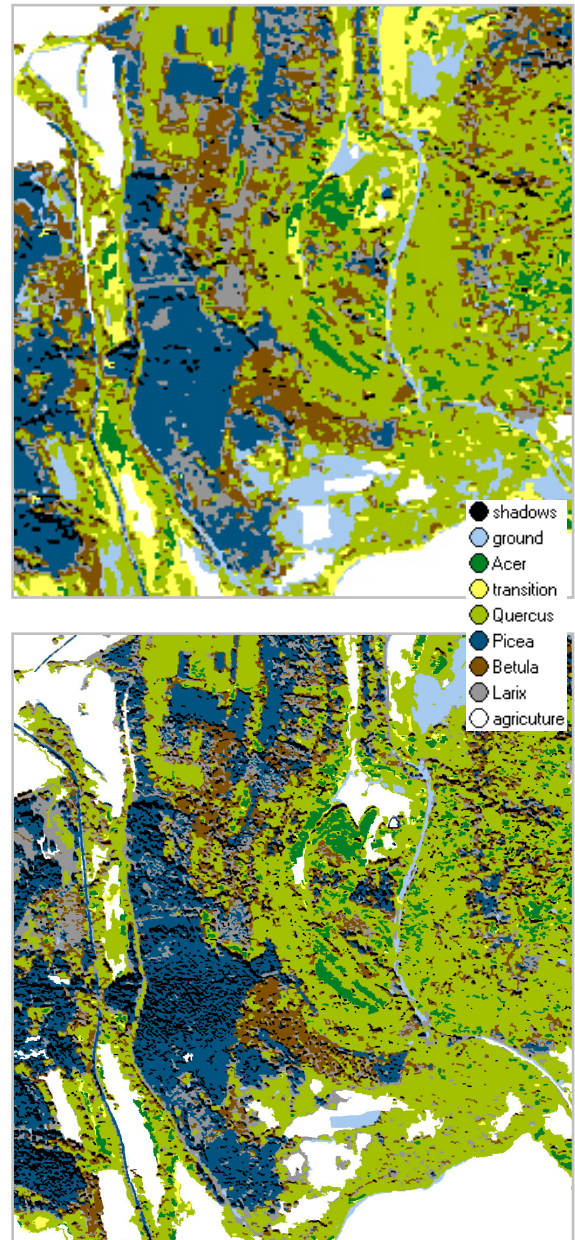 shadows
ground
Acer
transition
Quercus
Picea
Betula
Larix
agricuture